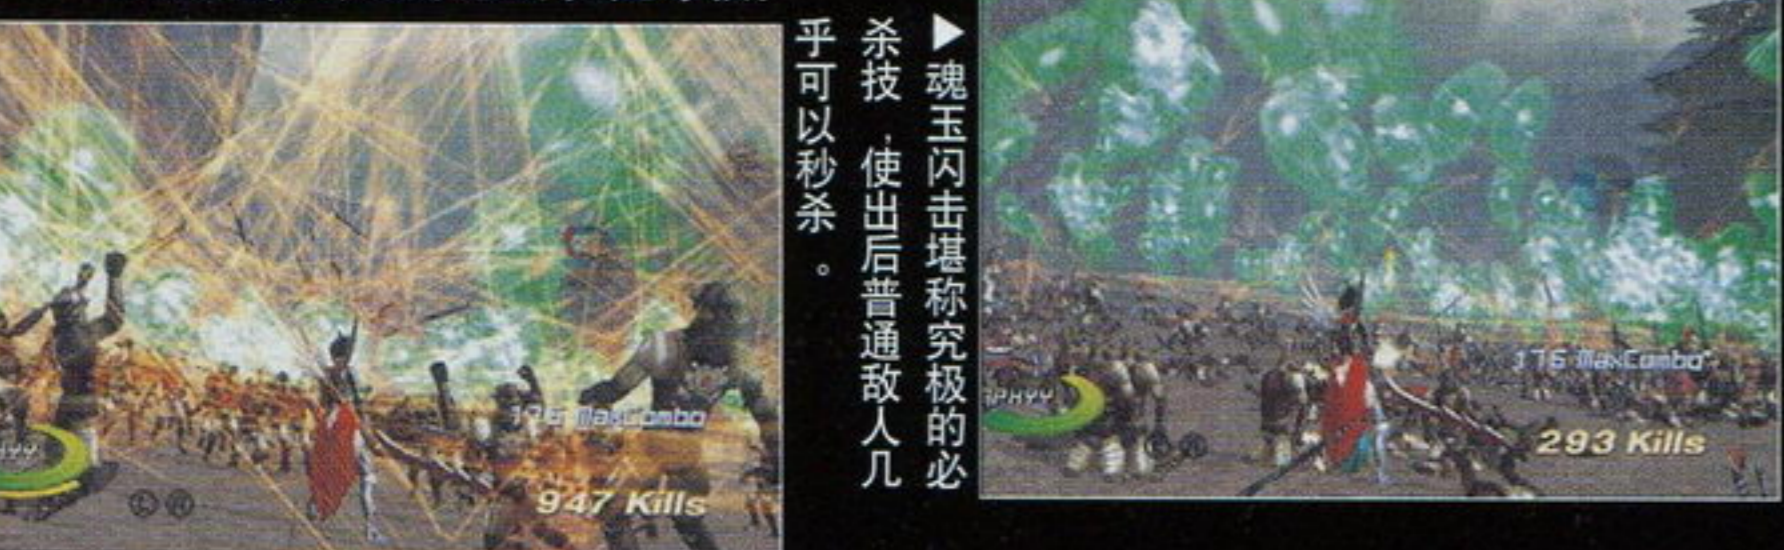 ▶魂玉闪击堪称究极的必
杀技,使出后普通敌人几
乎可以秒杀。
176 MaxCombo
947 Kills
PHYY
176 MaxCombo
293 Kills